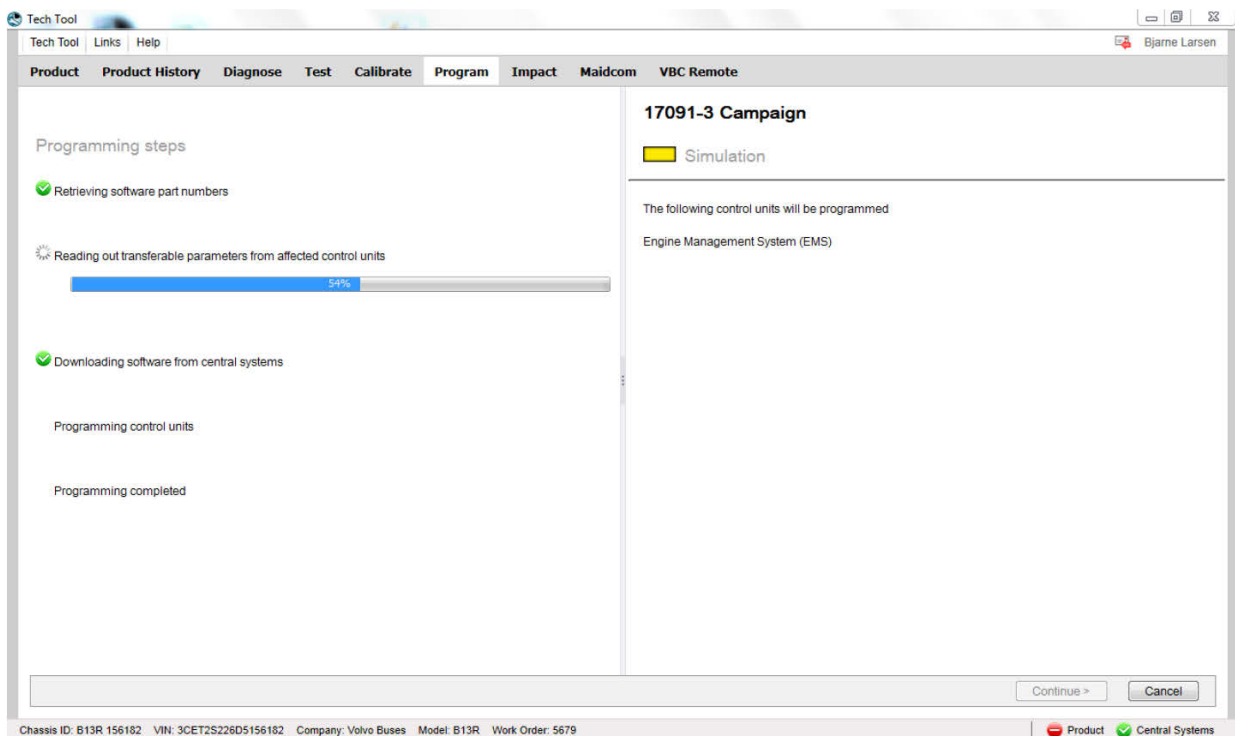 Tech Tool
Tech Tool Links Help Bjarne Larsen
Product Product History Diagnose Test Calibrate Program Impact Maidcom VBC Remote
17091-3 Campaign
Programming steps
Simulation
Retrieving software part numbers
The following control units will be programmed
Engine Management System (EMS)
Reading out transferable parameters from affected control units
54%
Downloading software from central systems
Programming control units
Programming completed
Continue > Cancel
Chassis ID: B13R 156182 VIN: 3CET2S226D5156182 Company: Volvo Buses Model: B13R Work Order: 5679 Product Central Systems